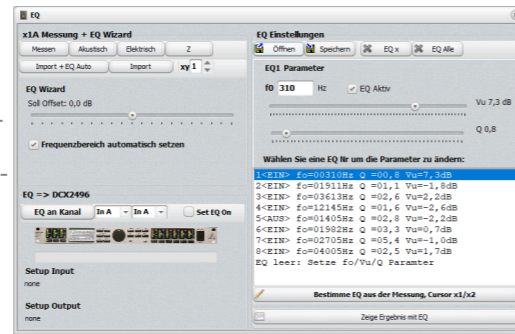 EQ
x1A Messung + EQ Wizard
Messen Akustisch Elektrisch Z
Import + EQ Auto Import xy 1
EQ Wizard
Soll Offset: 0,0 dB
Frequenzbereich automatisch setzen
EQ => DCX2496
EQ an Kanal In A In A Set EQ On
Setup Input
none
Setup Output
none
EQ Einstellungen
Öffnen Speichern EQ x EQ Alle
EQ1 Parameter
f0 310 Hz EQ Aktiv
Vu 7,3 dB
Q 0,8
Wählen Sie eine EQ Nr um die Parameter zu ändern:
1<EIN> fo=00310Hz Q =00,8 Vu=7,3dB
2<EIN> fo=01911Hz Q =01,1 Vu=-1,8dB
3<EIN> fo=03613Hz Q =02,6 Vu=2,2dB
4<EIN> fo=12145Hz Q =01,6 Vu=-2,6dB
5<AUS> fo=01405Hz Q =02,8 Vu=-2,2dB
6<EIN> fo=01982Hz Q =03,3 Vu=0,7dB
7<EIN> fo=02705Hz Q =05,4 Vu=-1,0dB
8<EIN> fo=04005Hz Q =02,5 Vu=1,7dB
EQ leer: Setze fo/Vu/Q Paramter
Bestimme EQ aus der Messung, Cursor x1/x2
Zeige Ergebnis mit EQ